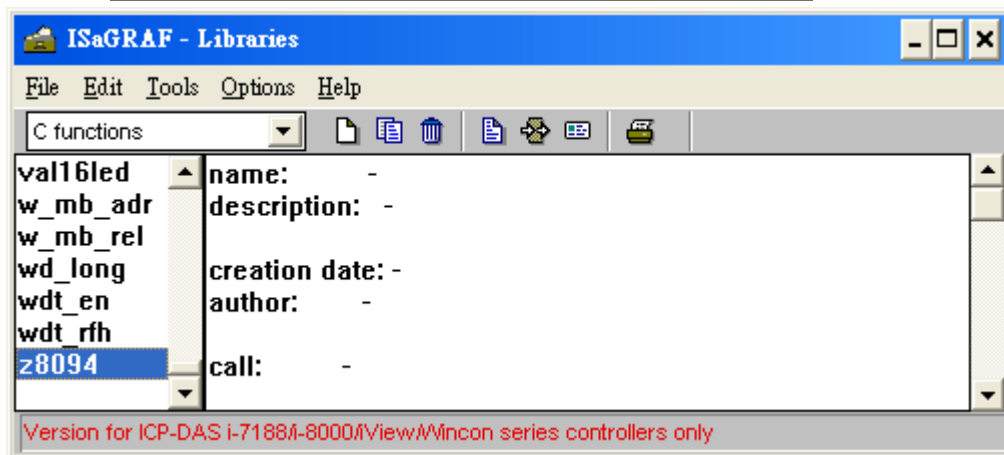 ISaGRAF - Libraries
File Edit Tools Options Help
C functions
val16led
w_mb_adr
w_mb_rel
wd_long
wdt_en
wdt_rfh
z8094
name: -
description: -
creation date: -
author: -
call: -
Version for ICP-DAS i-7188/i-8000/iView/Wincon series controllers only